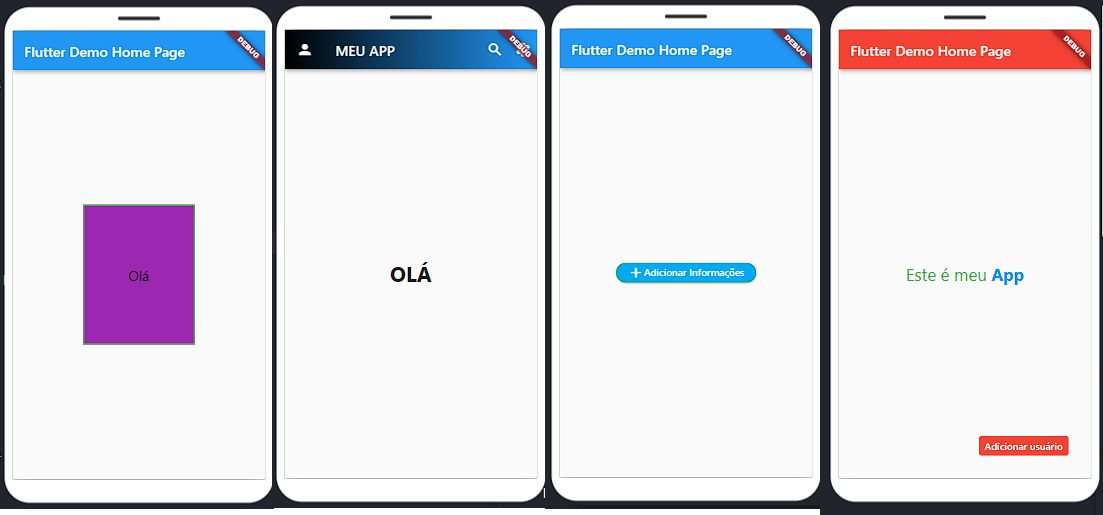 Flutter Demo Home Page
DEBUG
Olá
MEU APP
DEBUG
OLÁ
Flutter Demo Home Page
DEBUG
Adicionar Informações
Flutter Demo Home Page
DEBUG
Este é meu App
Adicionar usuário